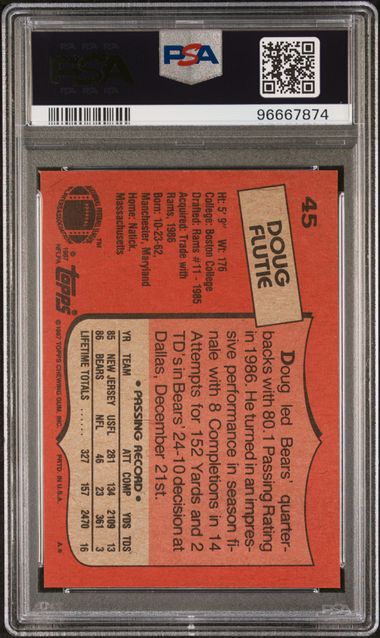 PSA
PSA
96667874
45
DOUG
FLUTIE
Ht: 5' 9" Wt: 176
College: Boston College
Drafted: Rams #11 - 1985
Acquired: Trade with
Rams, 1986
Born: 10-23-62,
Manchester, Maryland
Home: Natick,
Massachusetts
Doug led Bears' quarter-
backs with 80.1 Passing Rating
in 1986. He turned in an impres-
sive performance in season fi-
nale with 8 Completions in 14
Attempts for 152 Yards and 2
TD's in Bears' 24-10 decision at
Dallas, December 21st.
• PASSING RECORD •
YR TEAM ATT COMP YDS TDS
85 NEW JERSEY USFL 281 134 2109 13
86 BEARS NFL 46 23 361 3
LIFETIME TOTALS ...... 327 157 2470 16
TM
© 1987
NFLPA
TOPPS
© 1987 TOPPS CHEWING GUM, INC.
PRTD. IN U.S.A.